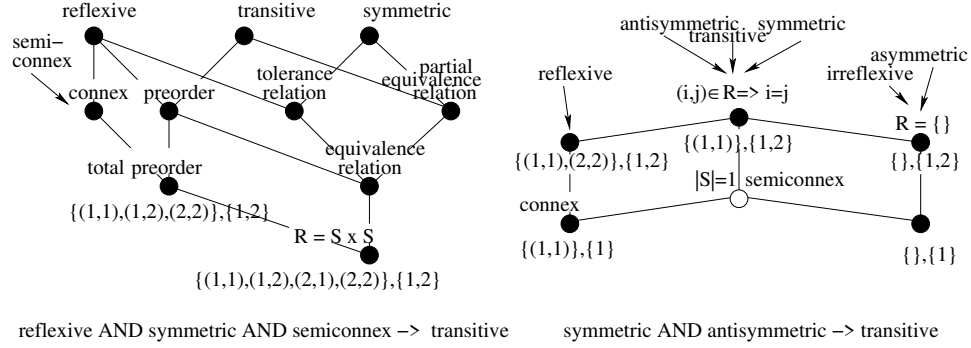 reflexive
transitive
symmetric
semi−
connex
connex
preorder
tolerance
relation
partial
equivalence
relation
total preorder
equivalence
relation
{(1,1),(1,2),(2,2)},{1,2}
R = S x S
{(1,1),(1,2),(2,1),(2,2)},{1,2}
reflexive AND symmetric AND semiconnex −> transitive
antisymmetric
symmetric
transitive
reflexive
asymmetric
irreflexive
(i,j)∈R=> i=j
R = {}
{(1,1),(2,2)},{1,2}
{(1,1)},{1,2}
{},{1,2}
|S|=1
semiconnex
connex
{(1,1)},{1}
{},{1}
symmetric AND antisymmetric −> transitive